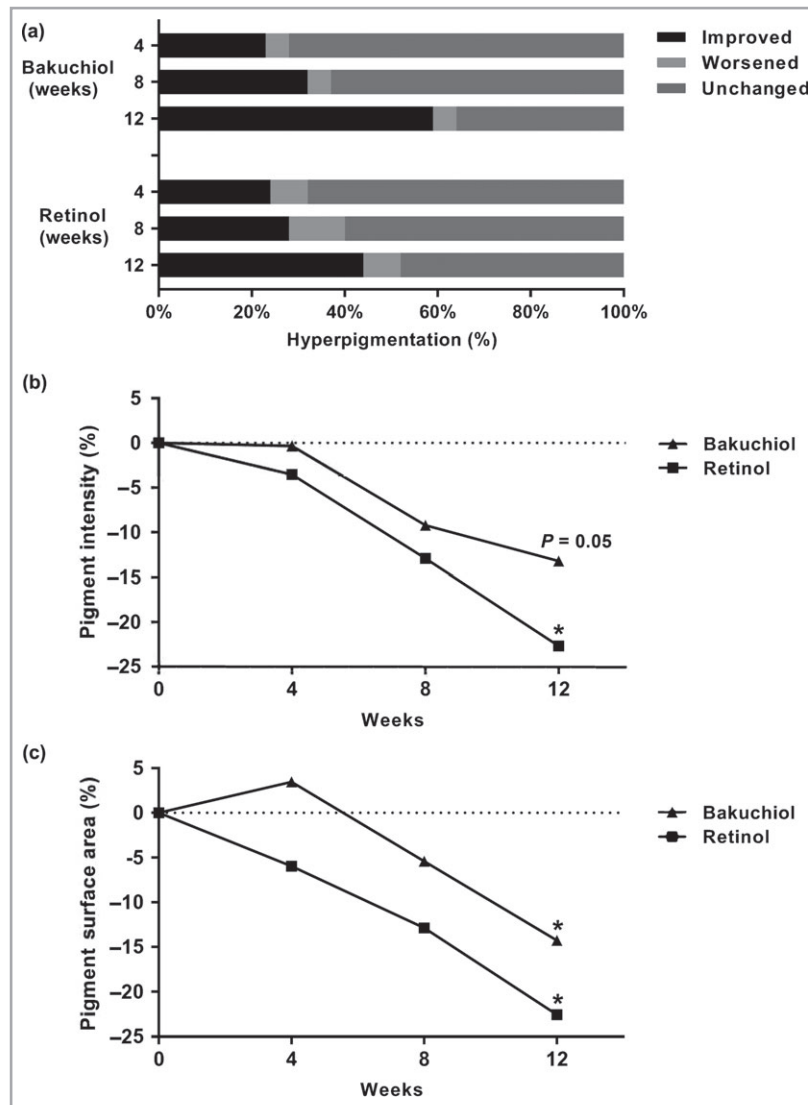 (a)
Bakuchiol
(weeks)
4
8
12
Retinol
(weeks)
4
8
12
0%
20%
40%
60%
80%
100%
Hyperpigmentation (%)
Improved
Worsened
Unchanged
(b)
Pigment intensity (%)
5
0
–5
–10
–15
–20
–25
0
4
8
12
Weeks
P = 0.05
*
Bakuchiol
Retinol
(c)
Pigment surface area (%)
5
0
-5
–10
–15
–20
–25
0
4
8
12
Weeks
*
*
Bakuchiol
Retinol